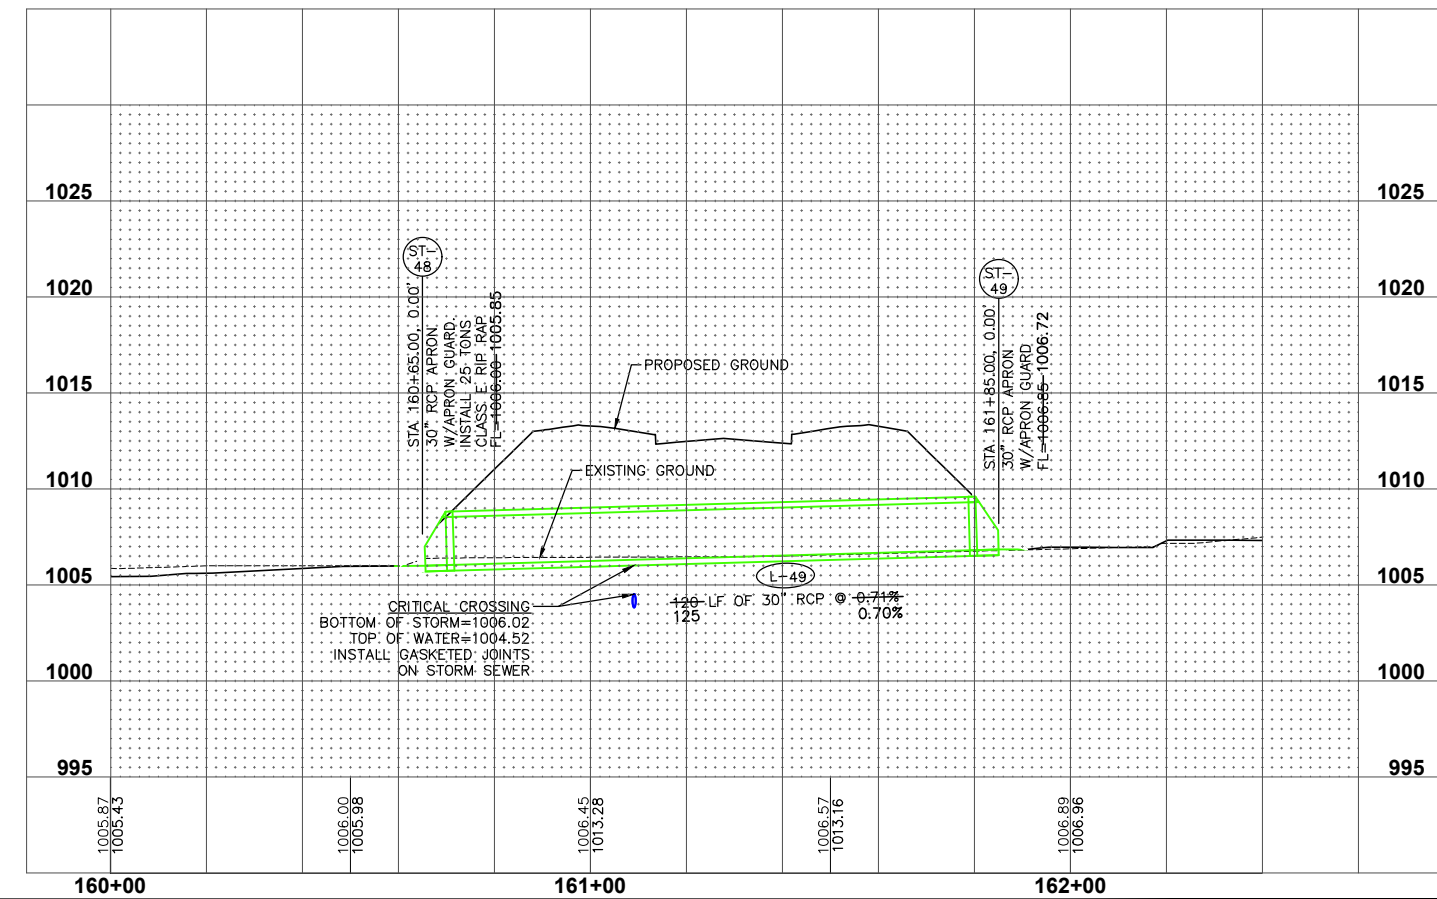 1025
1025
1020
1020
1015
1015
1010
1010
1005
1005
1000
1000
995
995
ST-
48
STA 160+65.00, 0.00'
30" RCP APRON
W/APRON GUARD.
INSTALL 25 TONS
CLASS E RIP RAP
FL=1006.00 1005.85
ST-
49
STA 161+85.00, 0.00'
30" RCP APRON
W/APRON GUARD
FL=1006.85 1006.72
PROPOSED GROUND
EXISTING GROUND
L-49
120 LF OF 30" RCP @ 0.71%
125
0.70%
CRITICAL CROSSING
BOTTOM OF STORM=1006.02
TOP OF WATER=1004.52
INSTALL GASKETED JOINTS
ON STORM SEWER
1005.87
1005.43
1006.00
1005.98
1006.45
1013.28
1006.57
1013.16
1006.89
1006.96
160+00
161+00
162+00